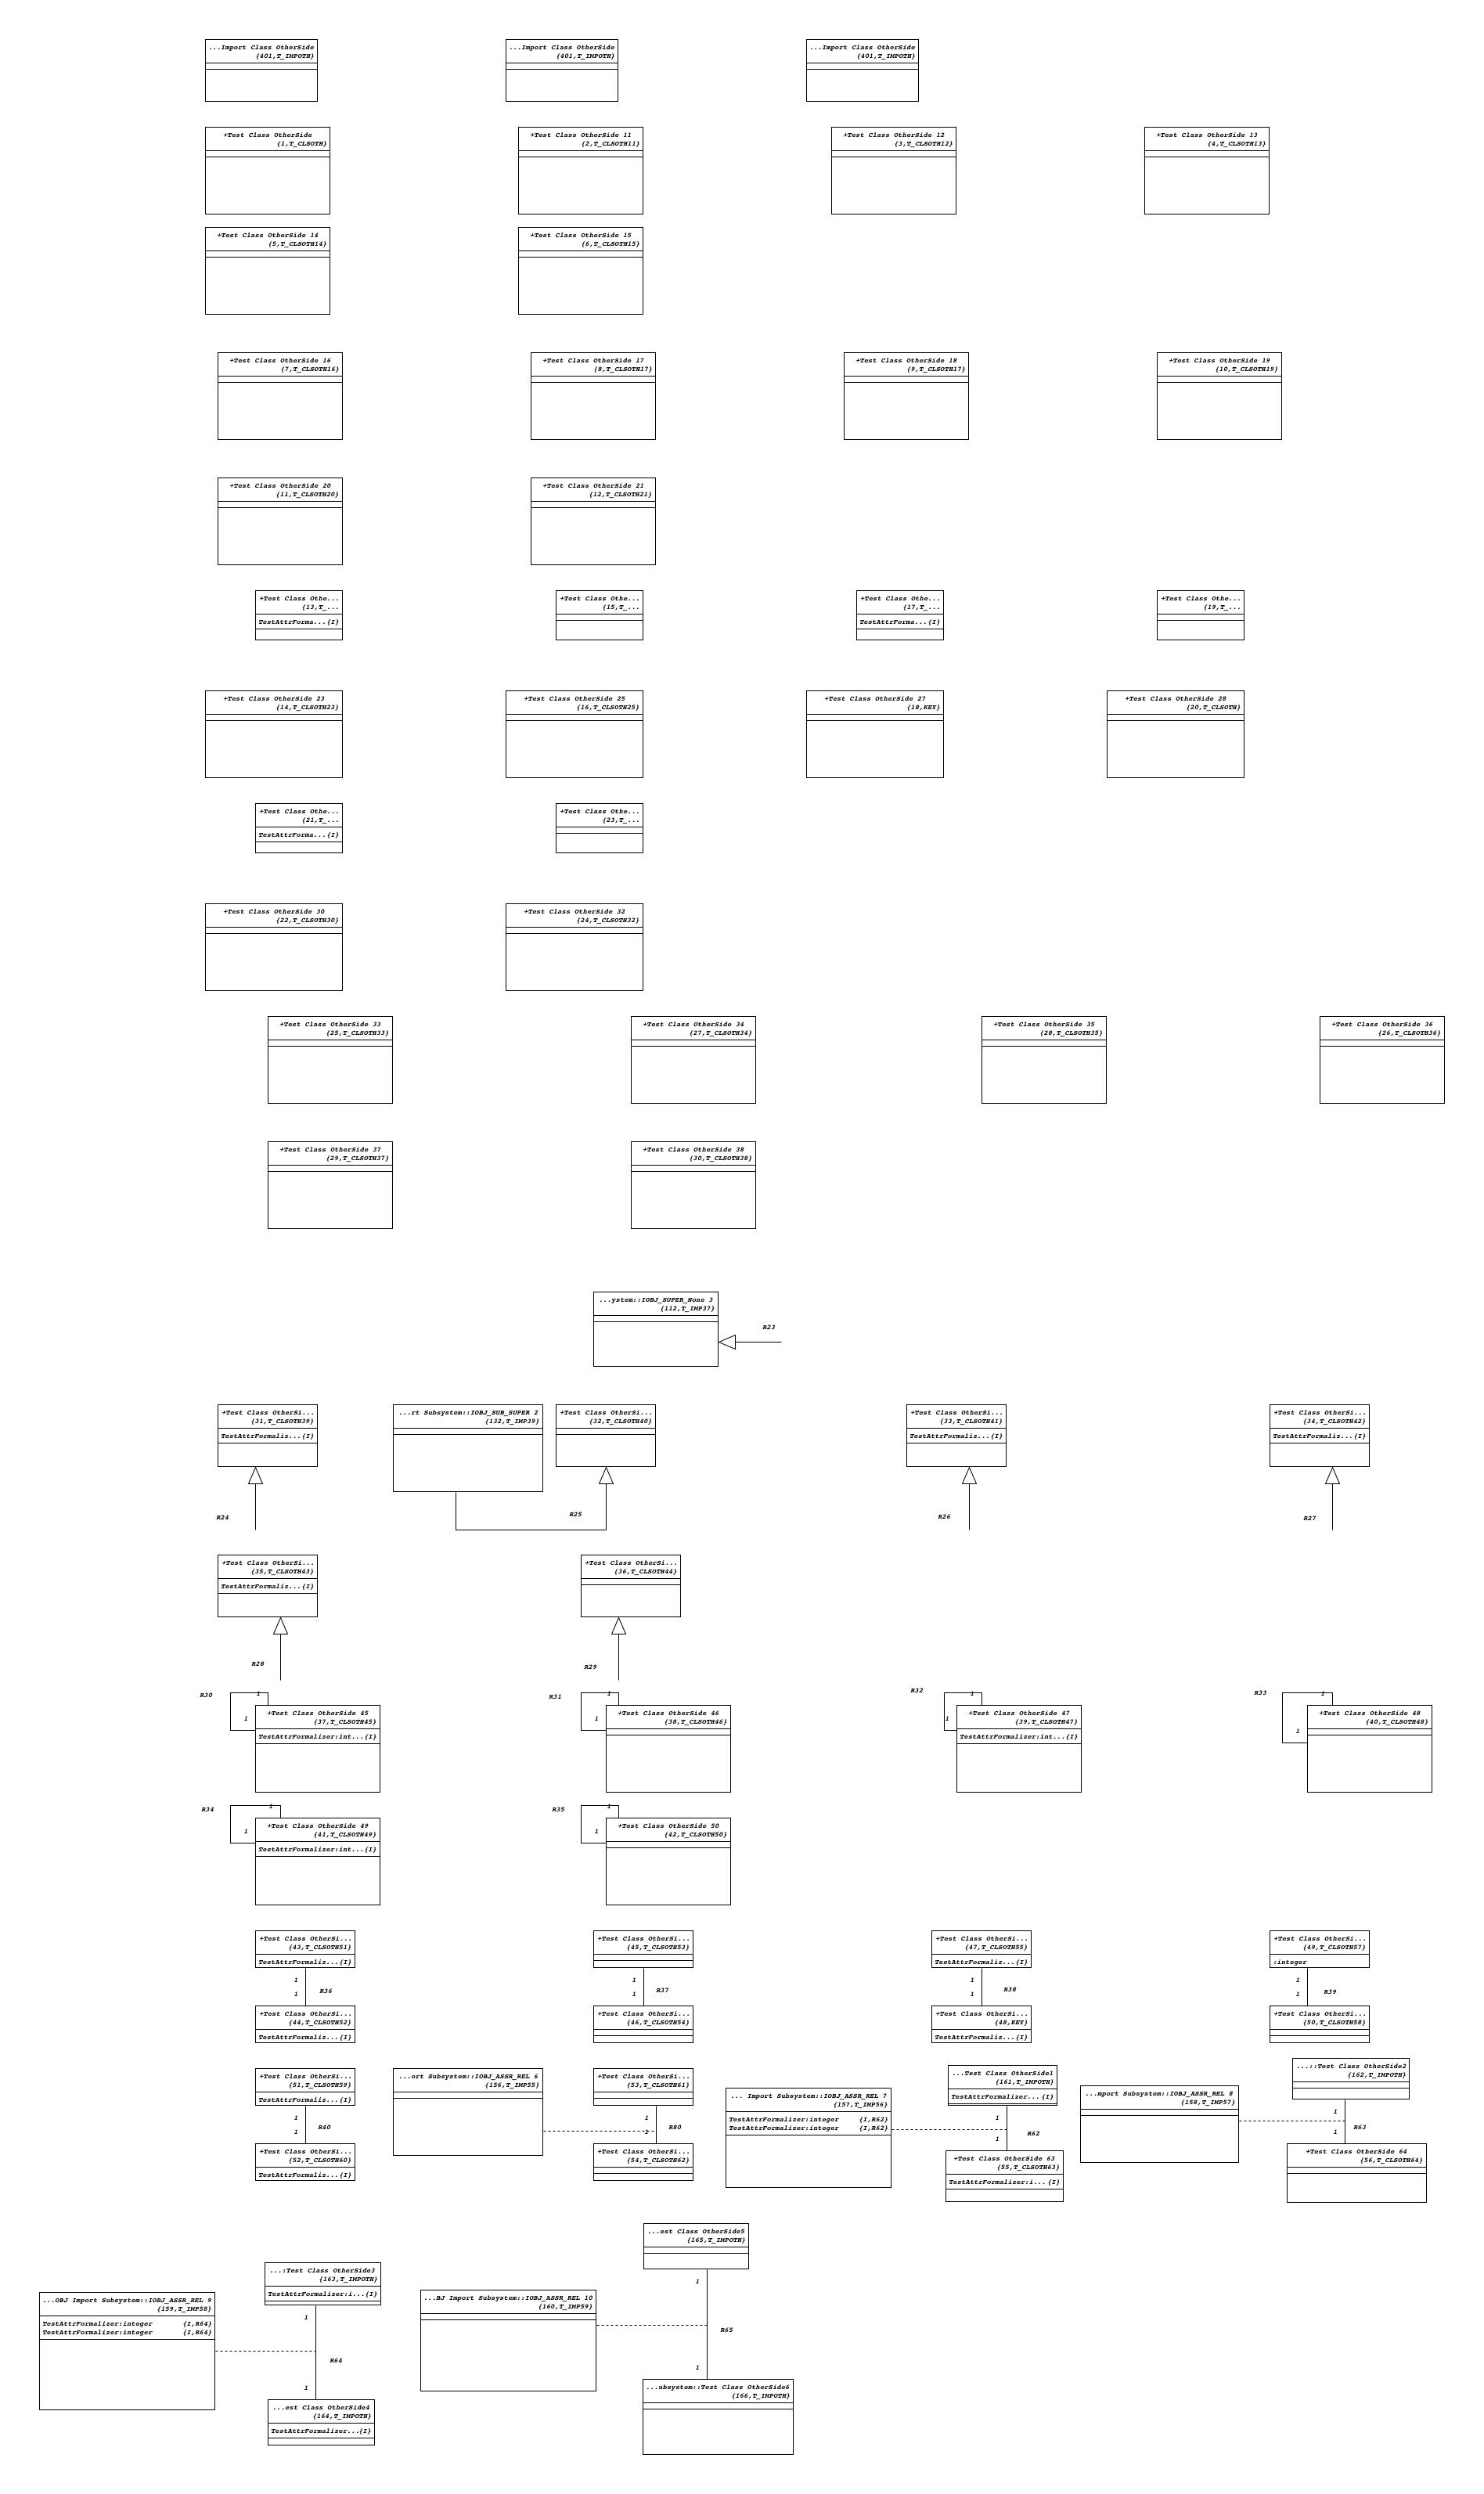 ...Import Class OtherSide
{401,T_IMPOTH}
...Import Class OtherSide
{401,T_IMPOTH}
...Import Class OtherSide
{401,T_IMPOTH}
+Test Class OtherSide
{1,T_CLSOTH}
+Test Class OtherSide 11
{2,T_CLSOTH11}
+Test Class OtherSide 12
{3,T_CLSOTH12}
+Test Class OtherSide 13
{4,T_CLSOTH13}
+Test Class OtherSide 14
{5,T_CLSOTH14}
+Test Class OtherSide 15
{6,T_CLSOTH15}
+Test Class OtherSide 16
{7,T_CLSOTH16}
+Test Class OtherSide 17
{8,T_CLSOTH17}
+Test Class OtherSide 18
{9,T_CLSOTH17}
+Test Class OtherSide 19
{10,T_CLSOTH19}
+Test Class OtherSide 20
{11,T_CLSOTH20}
+Test Class OtherSide 21
{12,T_CLSOTH21}
+Test Class Othe...
{13,T_...
TestAttrForma...{I}
+Test Class Othe...
{15,T_...
+Test Class Othe...
{17,T_...
TestAttrForma...{I}
+Test Class Othe...
{19,T_...
+Test Class OtherSide 23
{14,T_CLSOTH23}
+Test Class OtherSide 25
{16,T_CLSOTH25}
+Test Class OtherSide 27
{18,KEY}
+Test Class OtherSide 28
{20,T_CLSOTH}
+Test Class Othe...
{21,T_...
TestAttrForma...{I}
+Test Class Othe...
{23,T_...
+Test Class OtherSide 30
{22,T_CLSOTH30}
+Test Class OtherSide 32
{24,T_CLSOTH32}
+Test Class OtherSide 33
{25,T_CLSOTH33}
+Test Class OtherSide 34
{27,T_CLSOTH34}
+Test Class OtherSide 35
{28,T_CLSOTH35}
+Test Class OtherSide 36
{26,T_CLSOTH36}
+Test Class OtherSide 37
{29,T_CLSOTH37}
+Test Class OtherSide 38
{30,T_CLSOTH38}
...ystem::IOBJ_SUPER_None 3
{112,T_IMP37}
R23
+Test Class OtherSi...
{31,T_CLSOTH39}
TestAttrFormaliz...{I}
R24
...rt Subsystem::IOBJ_SUB_SUPER 2
{132,T_IMP39}
+Test Class OtherSi...
{32,T_CLSOTH40}
R25
+Test Class OtherSi...
{33,T_CLSOTH41}
TestAttrFormaliz...{I}
R26
+Test Class OtherSi...
{34,T_CLSOTH42}
TestAttrFormaliz...{I}
R27
+Test Class OtherSi...
{35,T_CLSOTH43}
TestAttrFormaliz...{I}
R28
+Test Class OtherSi...
{36,T_CLSOTH44}
R29
R30
1
1
+Test Class OtherSide 45
{37,T_CLSOTH45}
TestAttrFormalizer:int...{I}
R31
1
1
+Test Class OtherSide 46
{38,T_CLSOTH46}
R32
1
1
+Test Class OtherSide 47
{39,T_CLSOTH47}
TestAttrFormalizer:int...{I}
R33
1
1
+Test Class OtherSide 48
{40,T_CLSOTH48}
R34
1
1
+Test Class OtherSide 49
{41,T_CLSOTH49}
TestAttrFormalizer:int...{I}
R35
1
1
+Test Class OtherSide 50
{42,T_CLSOTH50}
+Test Class OtherSi...
{43,T_CLSOTH51}
TestAttrFormaliz...{I}
1
R36
1
+Test Class OtherSi...
{44,T_CLSOTH52}
TestAttrFormaliz...{I}
+Test Class OtherSi...
{45,T_CLSOTH53}
1
R37
1
+Test Class OtherSi...
{46,T_CLSOTH54}
+Test Class OtherSi...
{47,T_CLSOTH55}
TestAttrFormaliz...{I}
1
R38
1
+Test Class OtherSi...
{48,KEY}
TestAttrFormaliz...{I}
+Test Class OtherSi...
{49,T_CLSOTH57}
:integer
1
R39
1
+Test Class OtherSi...
{50,T_CLSOTH58}
+Test Class OtherSi...
{51,T_CLSOTH59}
TestAttrFormaliz...{I}
1
R40
1
+Test Class OtherSi...
{52,T_CLSOTH60}
TestAttrFormaliz...{I}
...ort Subsystem::IOBJ_ASSR_REL 6
{156,T_IMP55}
+Test Class OtherSi...
{53,T_CLSOTH61}
1
R80
1
+Test Class OtherSi...
{54,T_CLSOTH62}
... Import Subsystem::IOBJ_ASSR_REL 7
{157,T_IMP56}
TestAttrFormalizer:integer {I,R62}
TestAttrFormalizer:integer {I,R62}
...Test Class OtherSide1
{161,T_IMPOTH}
TestAttrFormalizer...{I}
1
R62
1
+Test Class OtherSide 63
{55,T_CLSOTH63}
TestAttrFormalizer:i...{I}
...mport Subsystem::IOBJ_ASSR_REL 8
{158,T_IMP57}
...::Test Class OtherSide2
{162,T_IMPOTH}
1
R63
1
+Test Class OtherSide 64
{56,T_CLSOTH64}
...OBJ Import Subsystem::IOBJ_ASSR_REL 9
{159,T_IMP58}
TestAttrFormalizer:integer {I,R64}
TestAttrFormalizer:integer {I,R64}
...:Test Class OtherSide3
{163,T_IMPOTH}
TestAttrFormalizer:i...{I}
1
R64
1
...est Class OtherSide4
{164,T_IMPOTH}
TestAttrFormalizer...{I}
...BJ Import Subsystem::IOBJ_ASSR_REL 10
{160,T_IMP59}
...est Class OtherSide5
{165,T_IMPOTH}
1
R65
1
...ubsystem::Test Class OtherSide6
{166,T_IMPOTH}